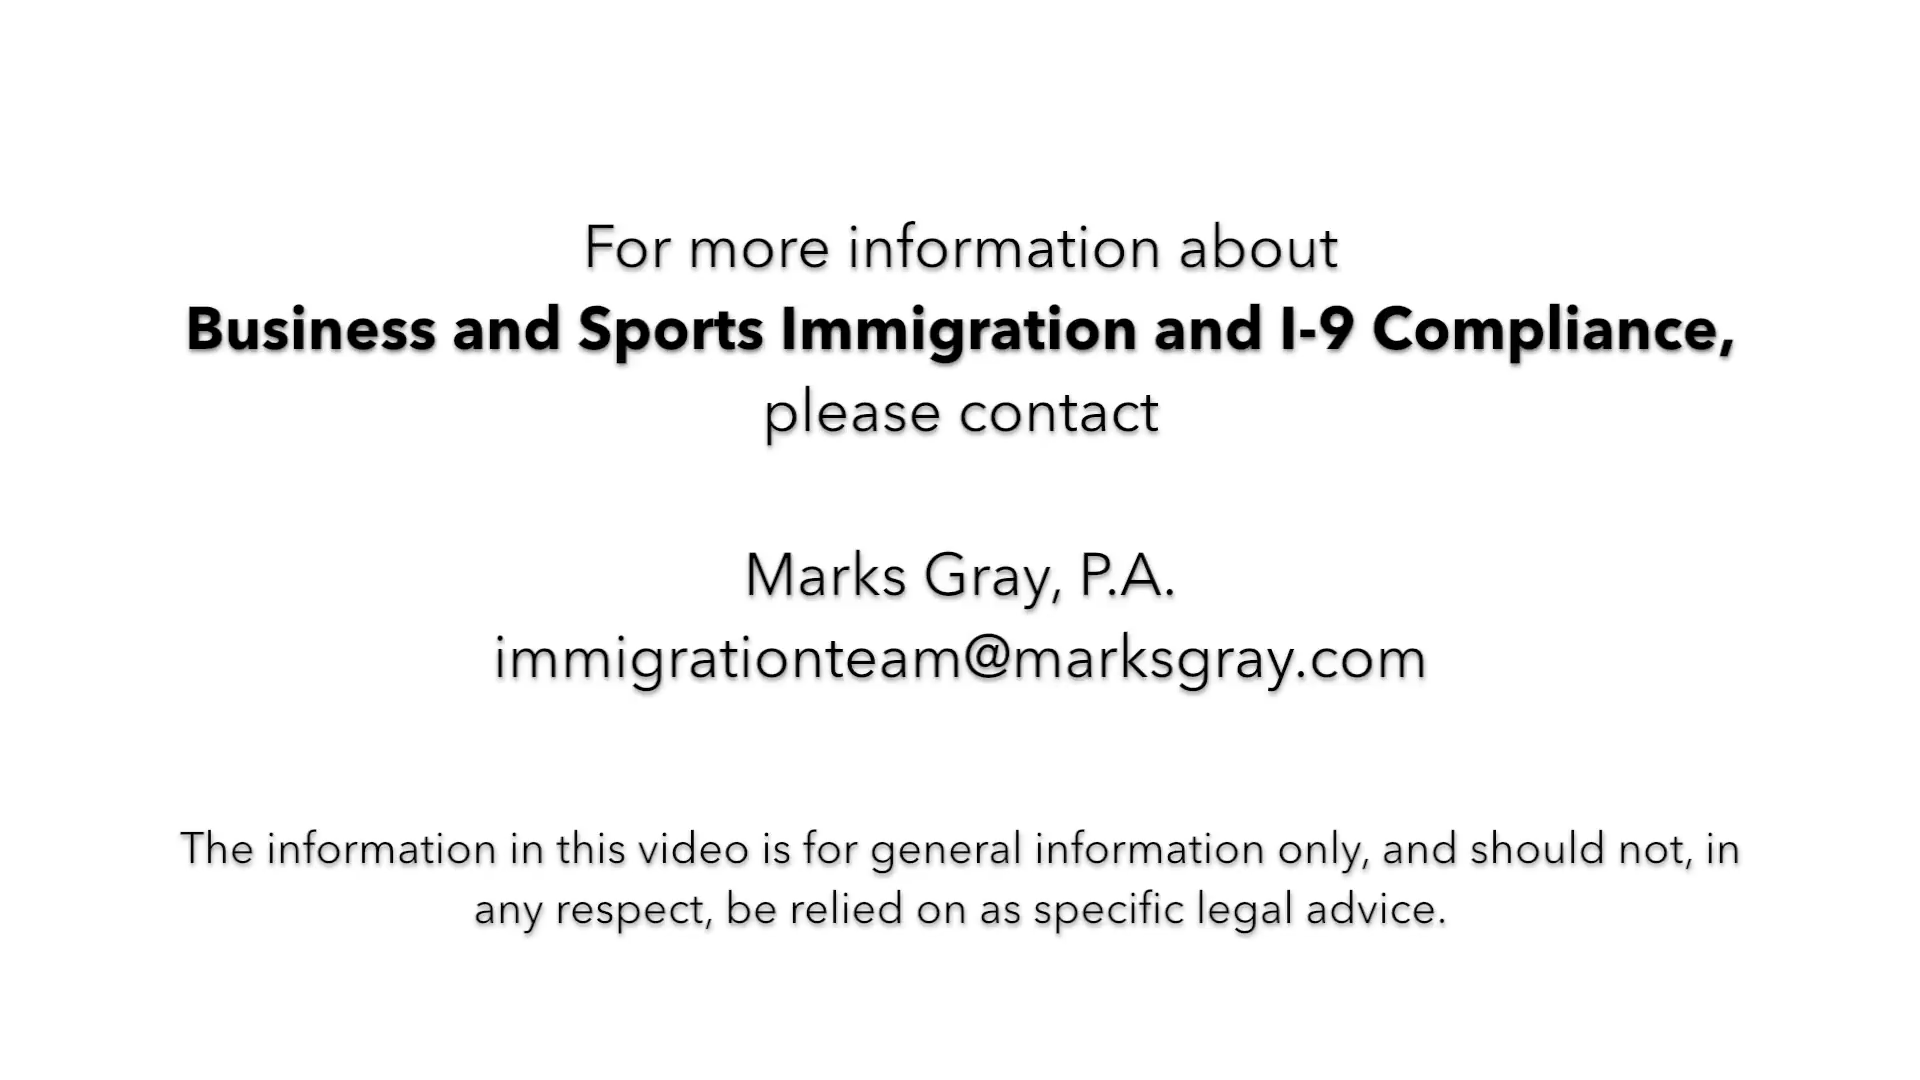 For more information about
Business and Sports Immigration and I-9 Compliance,
please contact
Marks Gray, P.A.
immigrationteam@marksgray.com
The information in this video is for general information only, and should not, in
any respect, be relied on as specific legal advice.